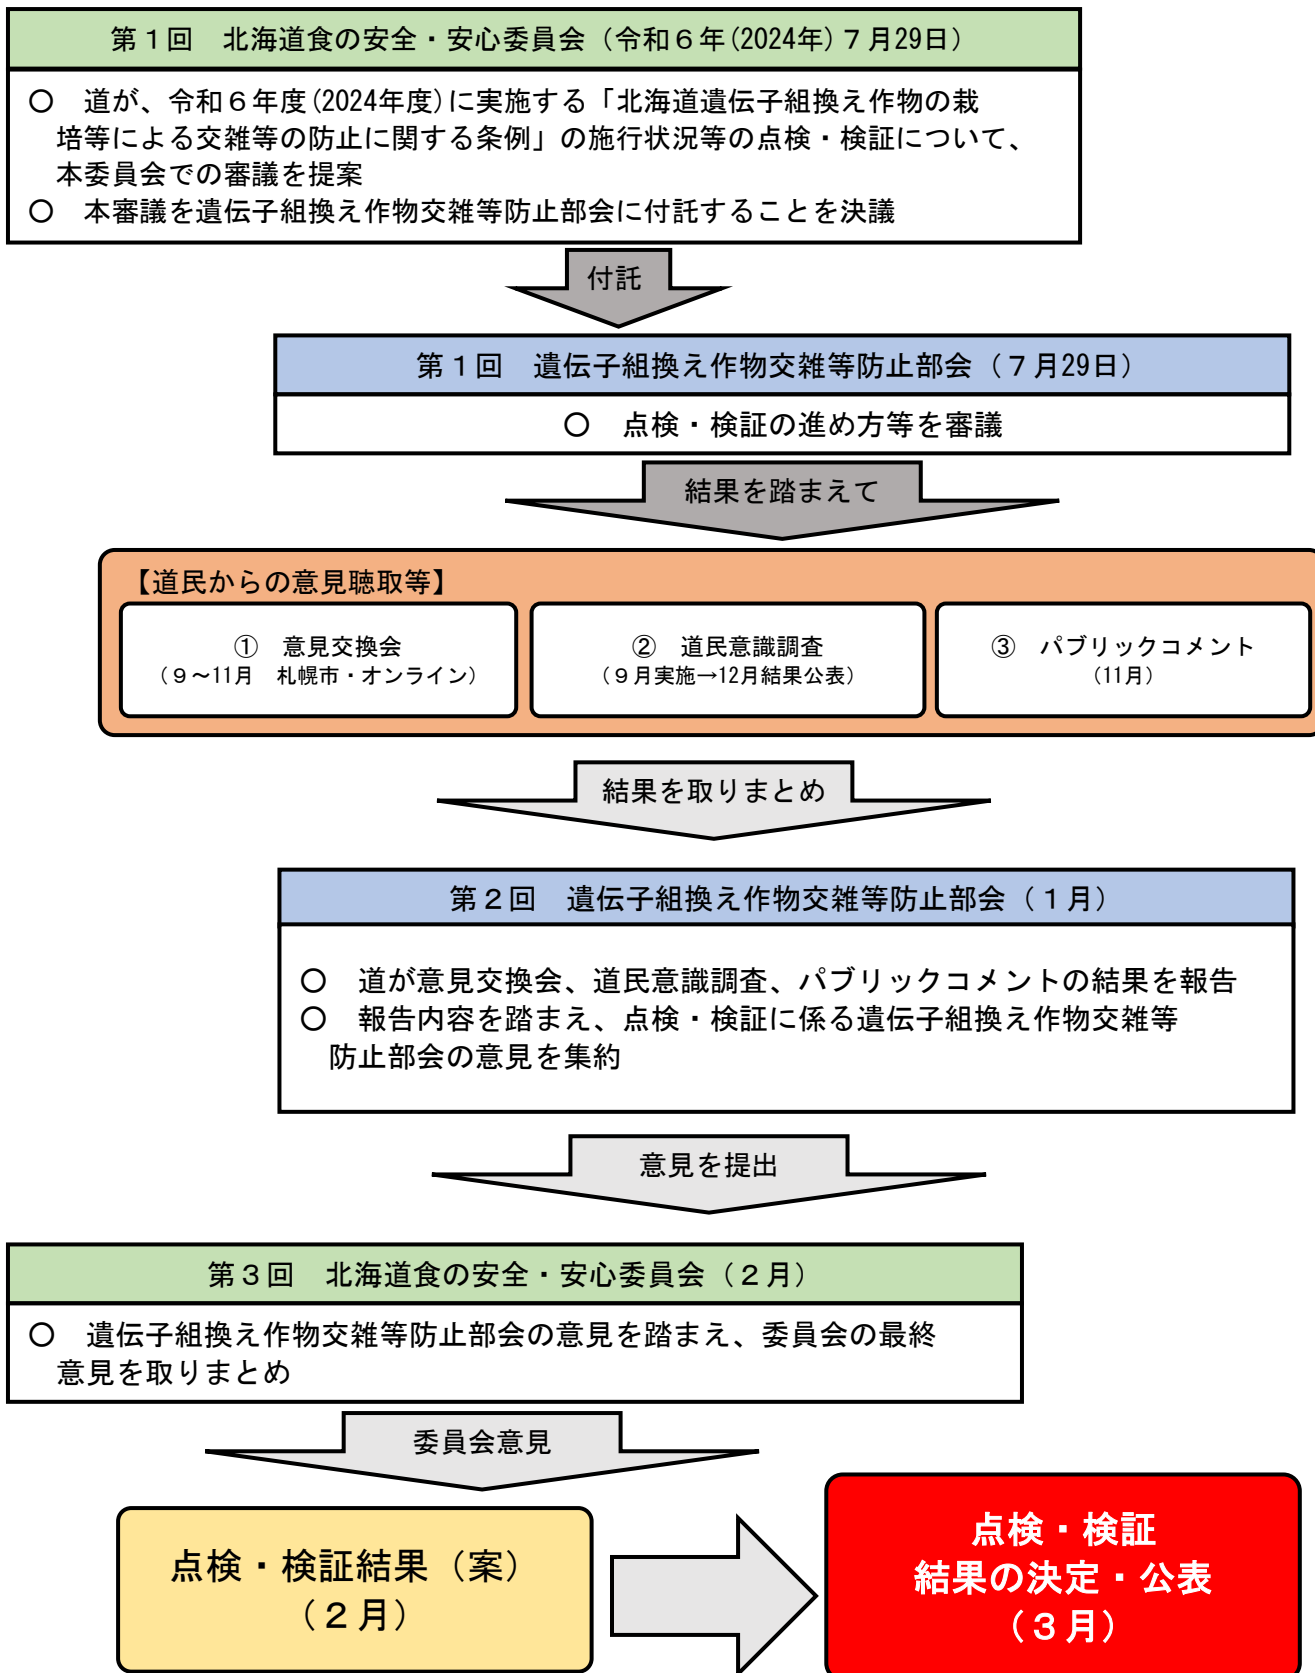 第１回　北海道食の安全・安心委員会（令和６年(2024年)７月29日）
○　道が、令和６年度(2024年度)に実施する「北海道遺伝子組換え作物の栽
培等による交雑等の防止に関する条例」の施行状況等の点検・検証について、
本委員会での審議を提案
○　本審議を遺伝子組換え作物交雑等防止部会に付託することを決議
付託
第１回　遺伝子組換え作物交雑等防止部会（７月29日）
○　点検・検証の進め方等を審議
結果を踏まえて
【道民からの意見聴取等】
①　意見交換会
（９～11月　札幌市・オンライン）
②　道民意識調査
（９月実施→12月結果公表）
③　パブリックコメント
（11月）
結果を取りまとめ
第２回　遺伝子組換え作物交雑等防止部会（１月）
○　道が意見交換会、道民意識調査、パブリックコメントの結果を報告
○　報告内容を踏まえ、点検・検証に係る遺伝子組換え作物交雑等
防止部会の意見を集約
意見を提出
第３回　北海道食の安全・安心委員会（２月）
○　遺伝子組換え作物交雑等防止部会の意見を踏まえ、委員会の最終
意見を取りまとめ
委員会意見
点検・検証結果（案）
（２月）
点検・検証
結果の決定・公表
（３月）